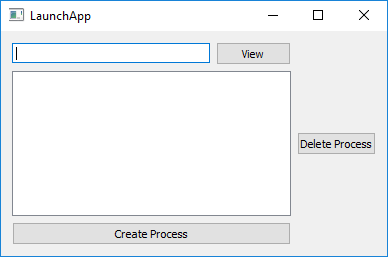 LaunchApp
View
Delete Process
Create Process